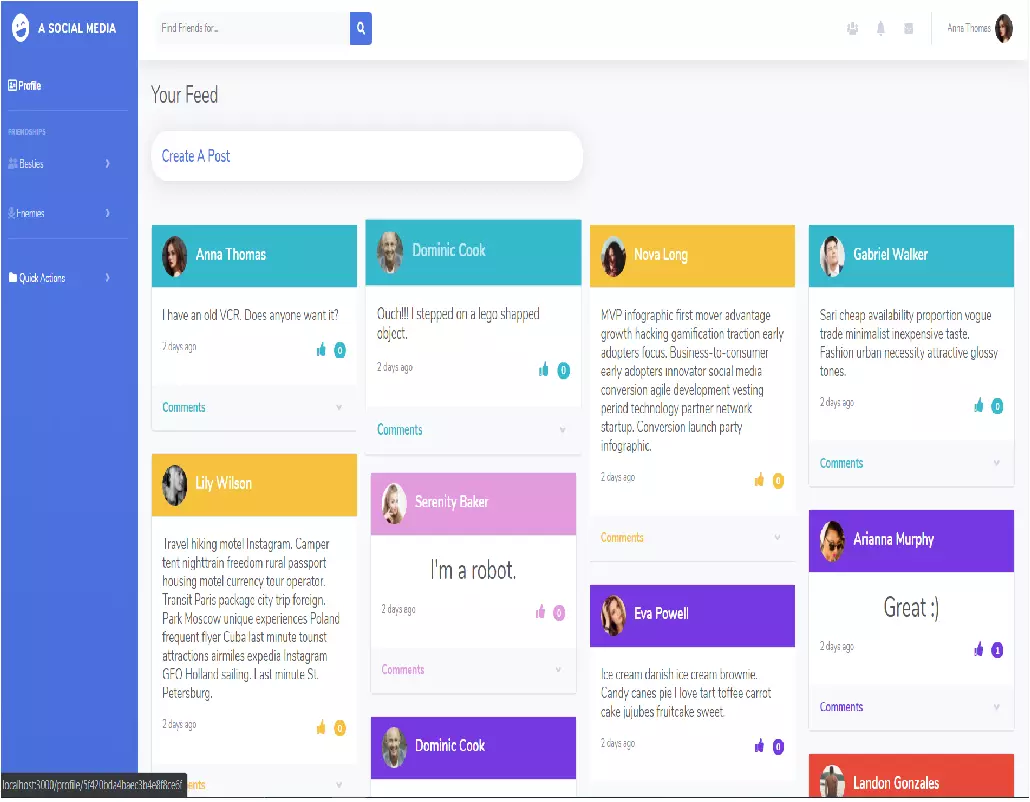 A SOCIAL MEDIA
Find Friends for...
Anna Thomas
Profile
FRIENDSHIPS
Besties
Enemies
Quick Actions
Your Feed
Create A Post
Anna Thomas
I have an old VCR. Does anyone want it?
2 days ago
0
Comments
Lily Wilson
Travel hiking motel Instagram. Camper
tent nighttrain freedom rural passport
housing motel currency tour operator.
Transit Paris package city trip foreign.
Park Moscow unique experiences Poland
frequent flyer Cuba last minute tourist
attractions airmiles expedia Instagram
GEO Holland sailing. Last minute St.
Petersburg.
2 days ago
0
ents
Dominic Cook
Ouch!!! I stepped on a lego shapped
object.
2 days ago
0
Comments
Serenity Baker
I'm a robot.
2 days ago
0
Comments
Dominic Cook
Nova Long
MVP infographic first mover advantage
growth hacking gamification traction early
adopters focus. Business-to-consumer
early adopters innovator social media
conversion agile development vesting
period technology partner network
startup. Conversion launch party
infographic.
2 days ago
0
Comments
Eva Powell
Ice cream danish ice cream brownie.
Candy canes pie I love tart toffee carrot
cake jujubes fruitcake sweet.
2 days ago
0
Gabriel Walker
Sari cheap availability proportion vogue
trade minimalist inexpensive taste.
Fashion urban necessity attractive glossy
tones.
2 days ago
0
Comments
Arianna Murphy
Great :)
2 days ago
1
Comments
Landon Gonzales
localhost:3000/profile/5f420bda4baec3b4e8f8ce6f